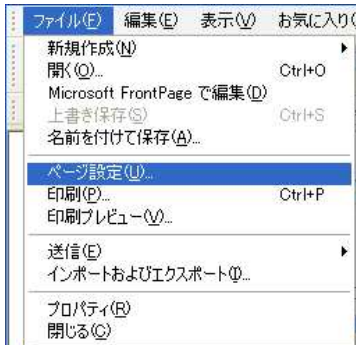 ファイル(F) 編集(E) 表示(V) お気に入り(
新規作成(N)
開く(O)... Ctrl+O
Microsoft FrontPage で編集(D)
上書き保存(S) Ctrl+S
名前を付けて保存(A)...
ページ設定(U)...
印刷(P)... Ctrl+P
印刷プレビュー(V)...
送信(E)
インポートおよびエクスポート(I)...
プロパティ(R)
閉じる(C)